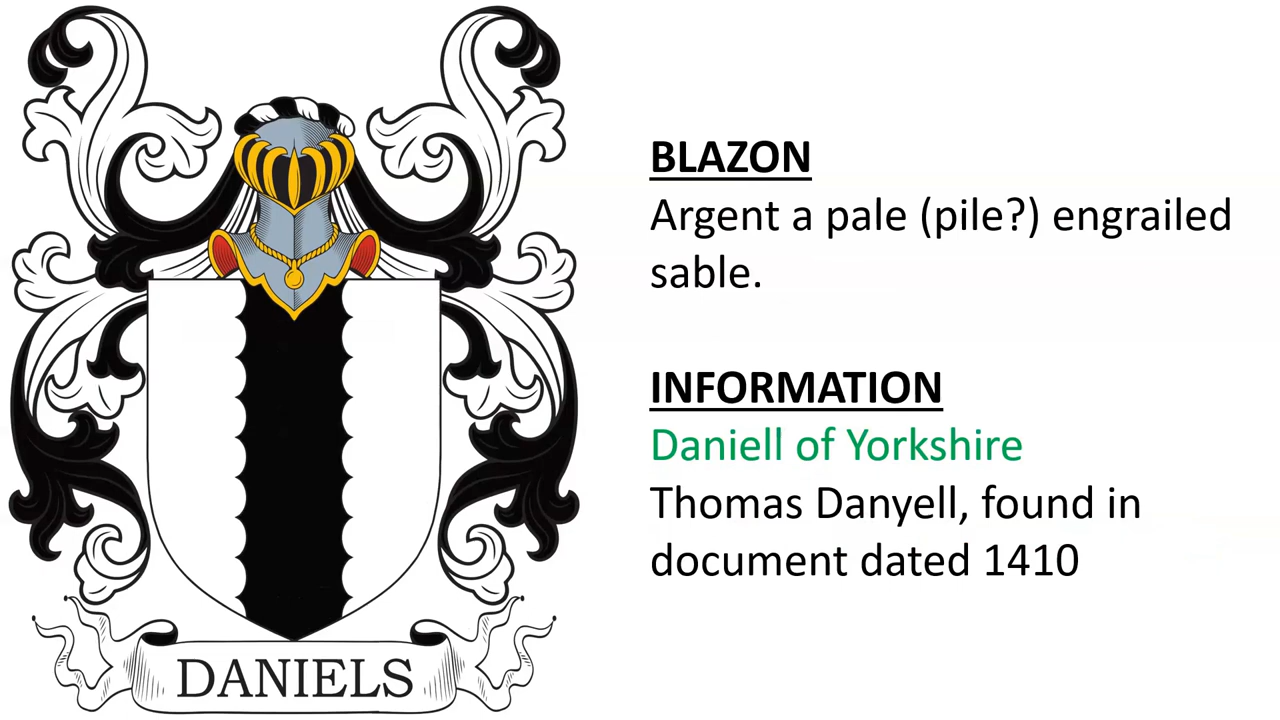 BLAZON
Argent a pale (pile?) engrailed
sable.
INFORMATION
Daniell of Yorkshire
Thomas Danyell, found in
document dated 1410
DANIELS